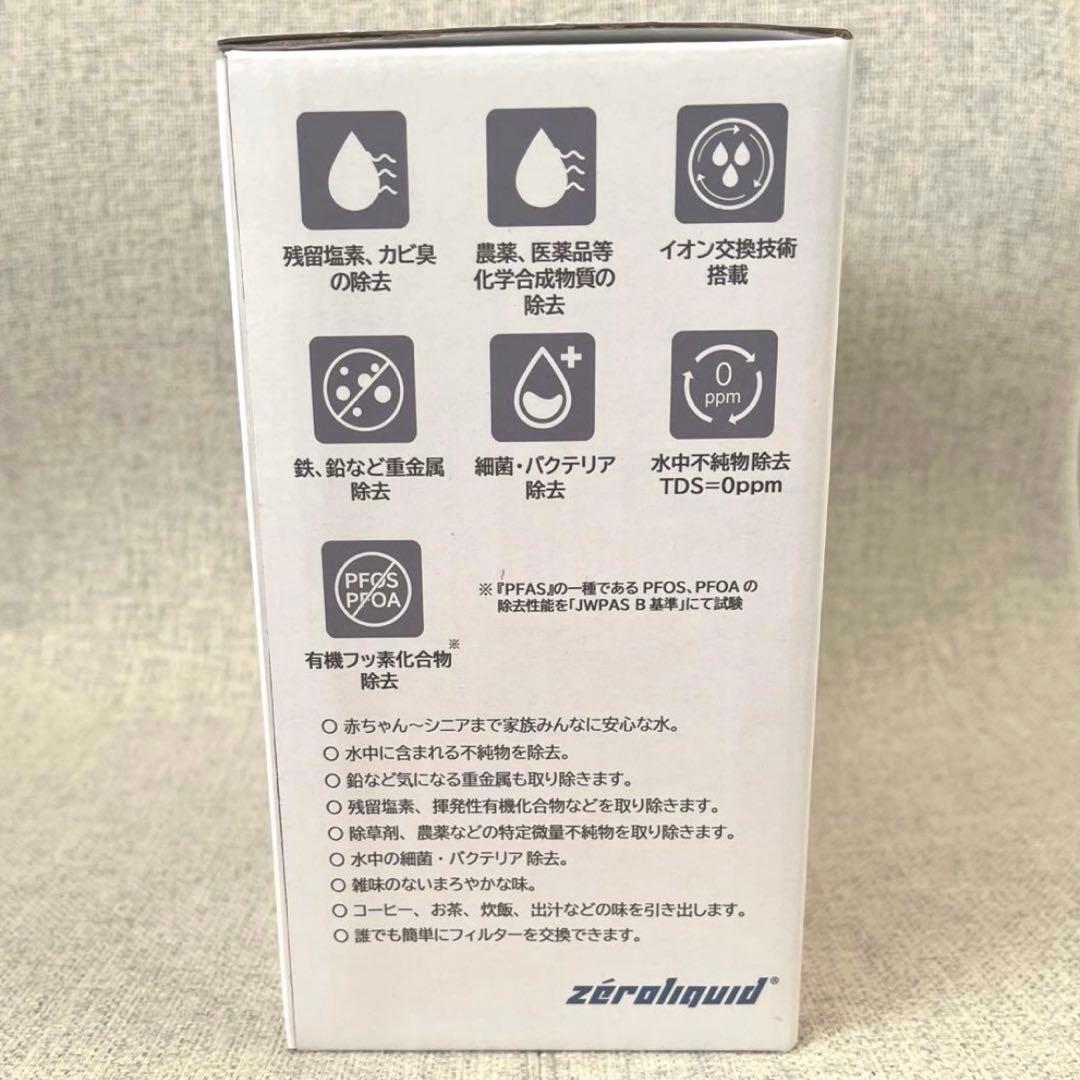 残留塩素、カビ臭
の除去
農薬、医薬品等
化学合成物質の
除去
イオン交換技術
搭載
鉄、鉛など重金属
除去
細菌・バクテリア
除去
0
ppm
水中不純物除去
TDS=0ppm
PFOS
PFOA
有機フッ素化合物※
除去
※『PFAS』の一種である PFOS、PFOA の
除去性能を「JWPAS B 基準」にて試験
○ 赤ちゃん～シニアまで家族みんなに安心な水。
○ 水中に含まれる不純物を除去。
○ 鉛など気になる重金属も取り除きます。
○ 残留塩素、揮発性有機化合物などを取り除きます。
○ 除草剤、農薬などの特定微量不純物を取り除きます。
○ 水中の細菌・バクテリア除去。
○ 雑味のないまろやかな味。
○ コーヒー、お茶、炊飯、出汁などの味を引き出します。
○ 誰でも簡単にフィルターを交換できます。
zéroliquid®